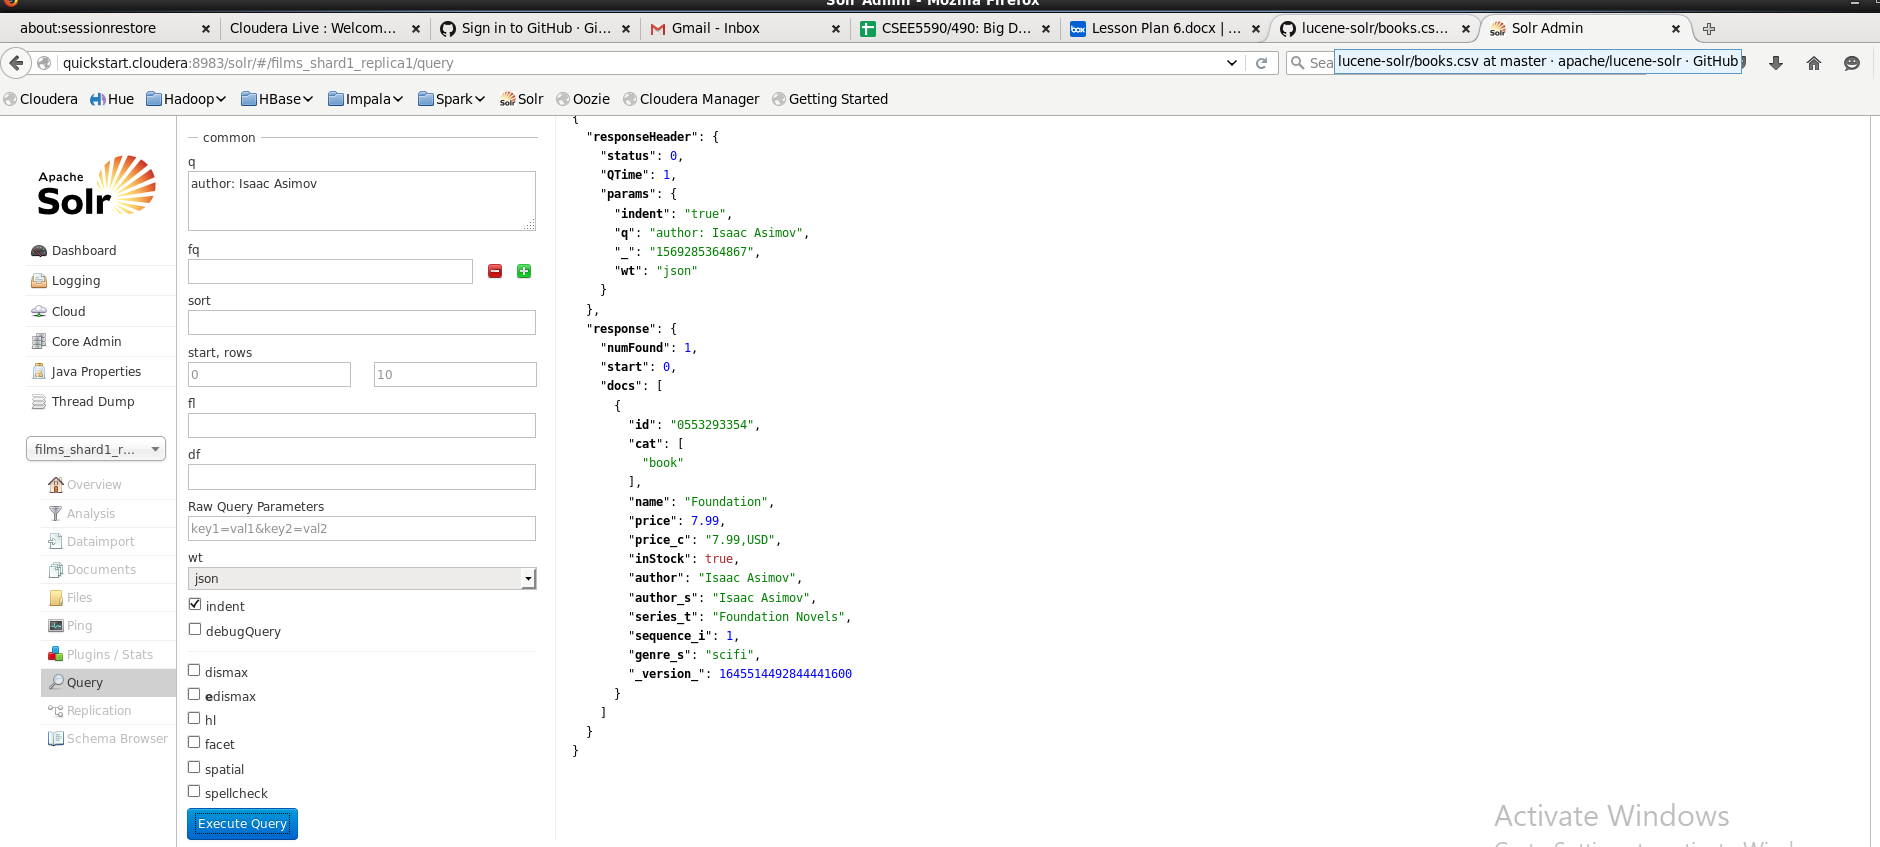 Solr Admin - Mozilla Firefox
about:sessionrestore
Cloudera Live : Welcom...
Sign in to GitHub · Gi...
Gmail - Inbox
CSEE5590/490: Big D...
Lesson Plan 6.docx | ...
lucene-solr/books.cs...
Solr Admin
quickstart.cloudera:8983/solr/#/films_shard1_replica1/query
Sea
lucene-solr/books.csv at master · apache/lucene-solr · GitHub
Cloudera
Hue
Hadoop
HBase
Impala
Spark
Solr
Oozie
Cloudera Manager
Getting Started
Apache
Solr
Dashboard
Logging
Cloud
Core Admin
Java Properties
Thread Dump
films_shard1_r...
Overview
Analysis
Dataimport
Documents
Files
Ping
Plugins / Stats
Query
Replication
Schema Browser
common
q
author: Isaac Asimov
fq
sort
start, rows
0
10
fl
df
Raw Query Parameters
key1=val1&key2=val2
wt
json
indent
debugQuery
dismax
edismax
hl
facet
spatial
spellcheck
Execute Query
{
"responseHeader": {
"status": 0,
"QTime": 1,
"params": {
"indent": "true",
"q": "author: Isaac Asimov",
"_": "1569285364867",
"wt": "json"
}
},
"response": {
"numFound": 1,
"start": 0,
"docs": [
{
"id": "0553293354",
"cat": [
"book"
],
"name": "Foundation",
"price": 7.99,
"price_c": "7.99,USD",
"inStock": true,
"author": "Isaac Asimov",
"author_s": "Isaac Asimov",
"series_t": "Foundation Novels",
"sequence_i": 1,
"genre_s": "scifi",
"_version_": 1645514492844441600
}
]
}
}
Activate Windows